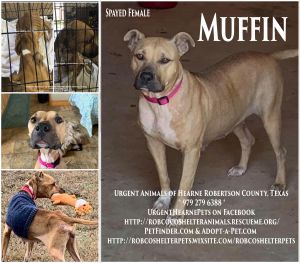 Spayed Female
Muffin
Urgent Animals of Hearne Robertson County, Texas
* 979 279 6388 *
UrgentHearnePets on Facebook
http://robcoshelteranimals.rescueme.org/
PetFinder.com & Adopt-a-Pet.com
http://robcoshelterpets.wixsite.com/robcoshelterpets